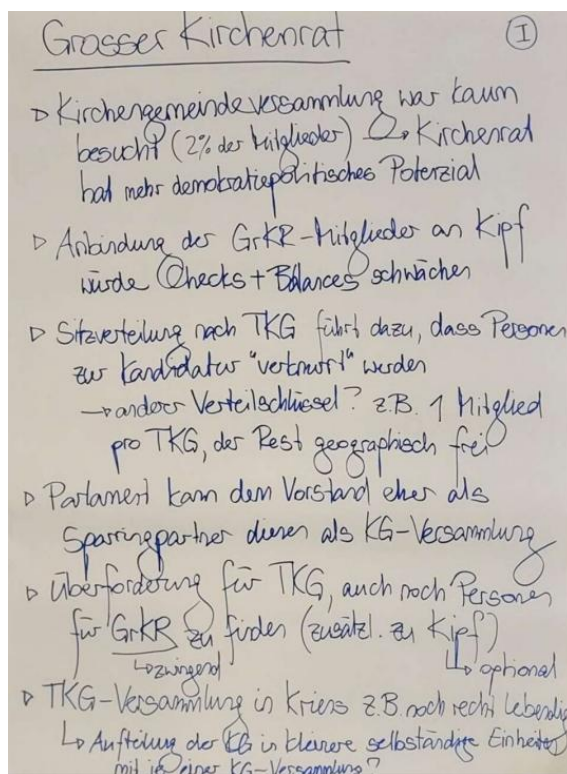 Grosser Kirchenrat
I
▷ Kirchengemeindeversammlung war kaum
besucht (2% der Mitglieder) → Kirchenrat
hat mehr demokratiepolitisches Potenzial
▷ Anbindung der GrKR-Mitglieder an Kipf
würde Checks + Balances schwächen
▷ Sitzverteilung nach TKG führt dazu, dass Personen
zur Kandidatur "verknurrt" werden
→ anderer Verteilschlüssel? z.B. 1 Mitglied
pro TKG, der Rest geographisch frei
▷ Parlament kann dem Vorstand eher als
Sparringpartner dienen als KG-Versammlung
▷ Überforderung für TKG, auch noch Personen
für GrKR zu finden (zusätzl. zu Kipf)
↳ zwingend ↳ optional
▷ TKG-Versammlung in Kriens z.B. noch recht lebendig
↳ Aufteilung der KG in kleinere selbständige Einheiten
mit je einer KG-Versammlung?